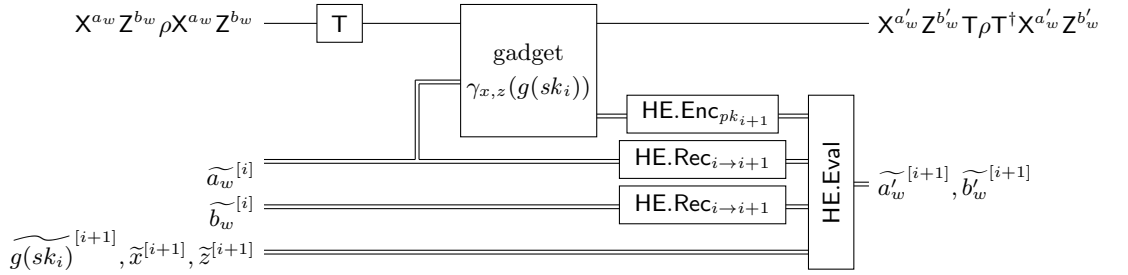 X^{a_w} Z^{b_w} ρ X^{a_w} Z^{b_w}
T
X^{a'_w} Z^{b'_w} T ρ T^† X^{a'_w} Z^{b'_w}
gadget
γ_{x,z}(g(sk_i))
HE.Enc_{pk_{i+1}}
\widetilde{a_w}^{[i]}
HE.Rec_{i→i+1}
HE.Eval
\widetilde{a'_w}^{[i+1]}, \widetilde{b'_w}^{[i+1]}
\widetilde{b_w}^{[i]}
HE.Rec_{i→i+1}
\widetilde{g(sk_i)}^{[i+1]}, \widetilde{x}^{[i+1]}, \widetilde{z}^{[i+1]}